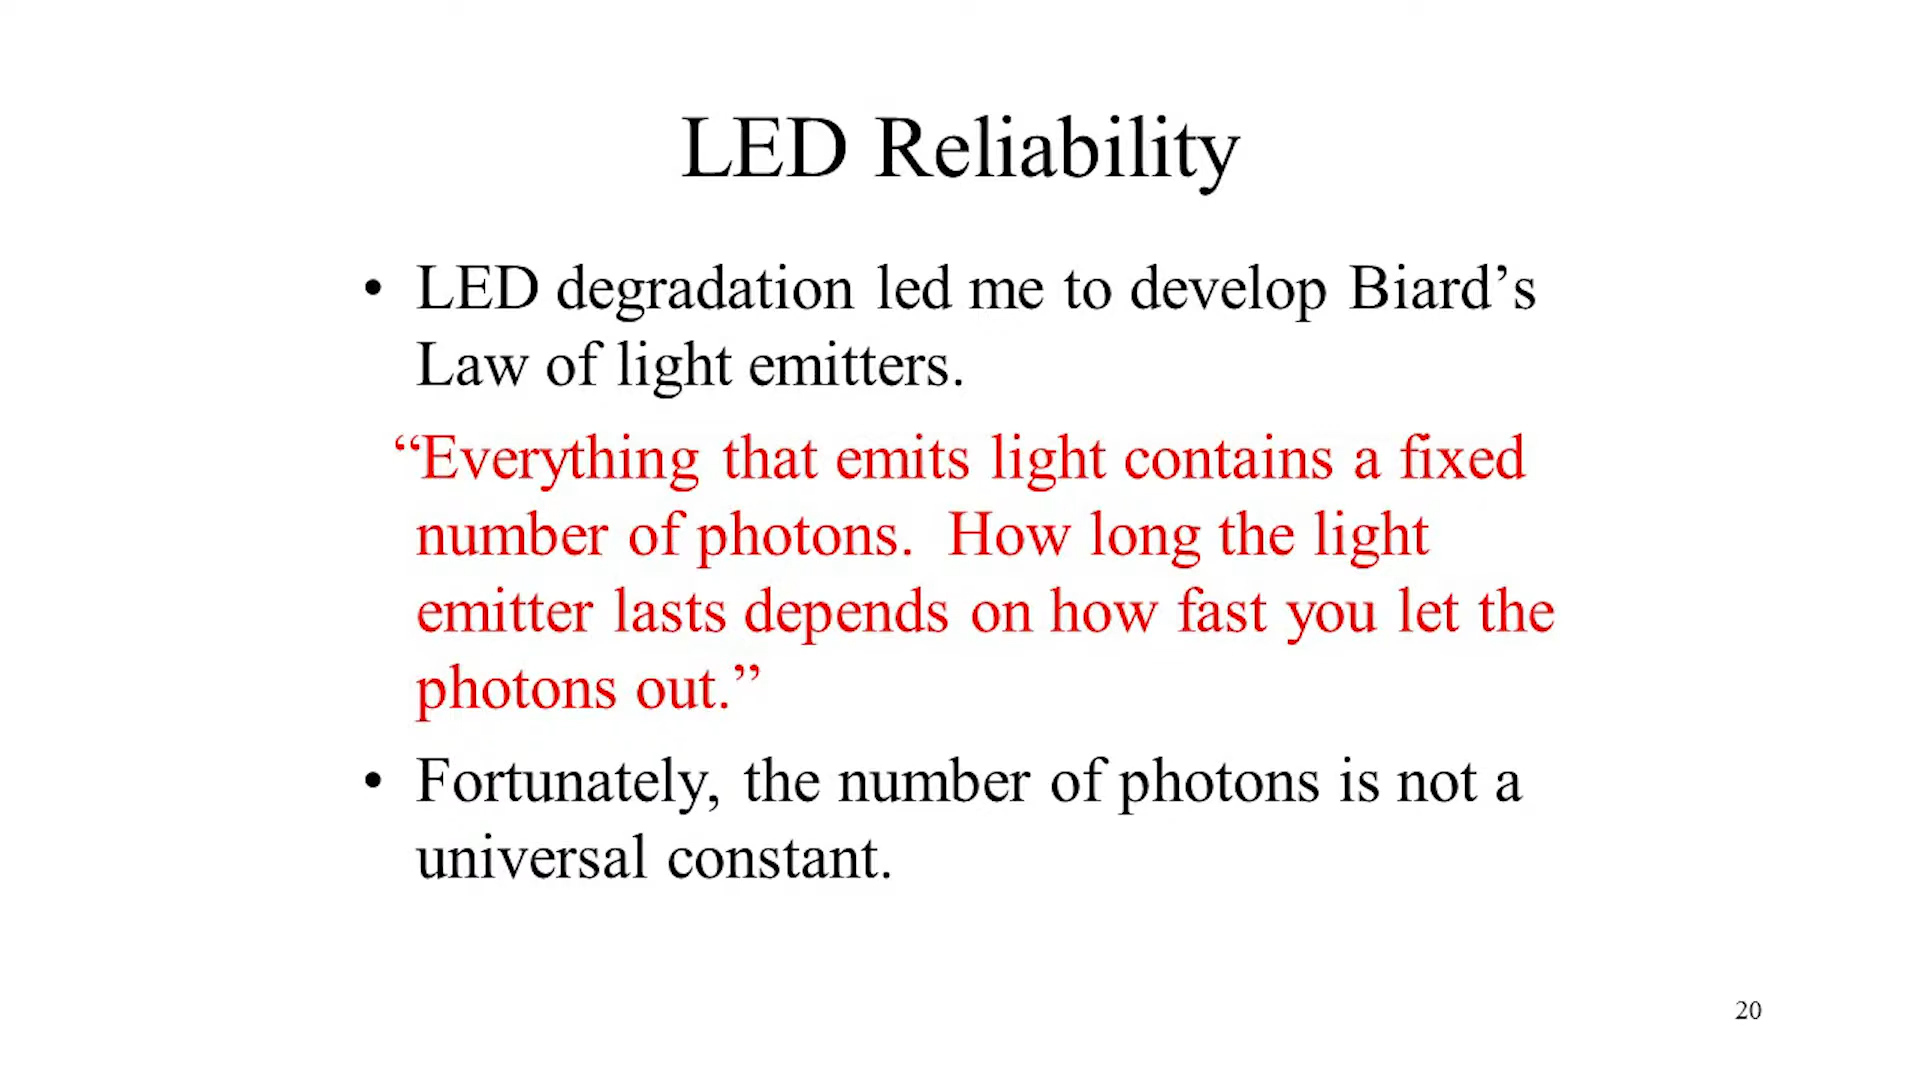 LED Reliability
• LED degradation led me to develop Biard’s
Law of light emitters.
“Everything that emits light contains a fixed
number of photons.  How long the light
emitter lasts depends on how fast you let the
photons out.”
• Fortunately, the number of photons is not a
universal constant.
20